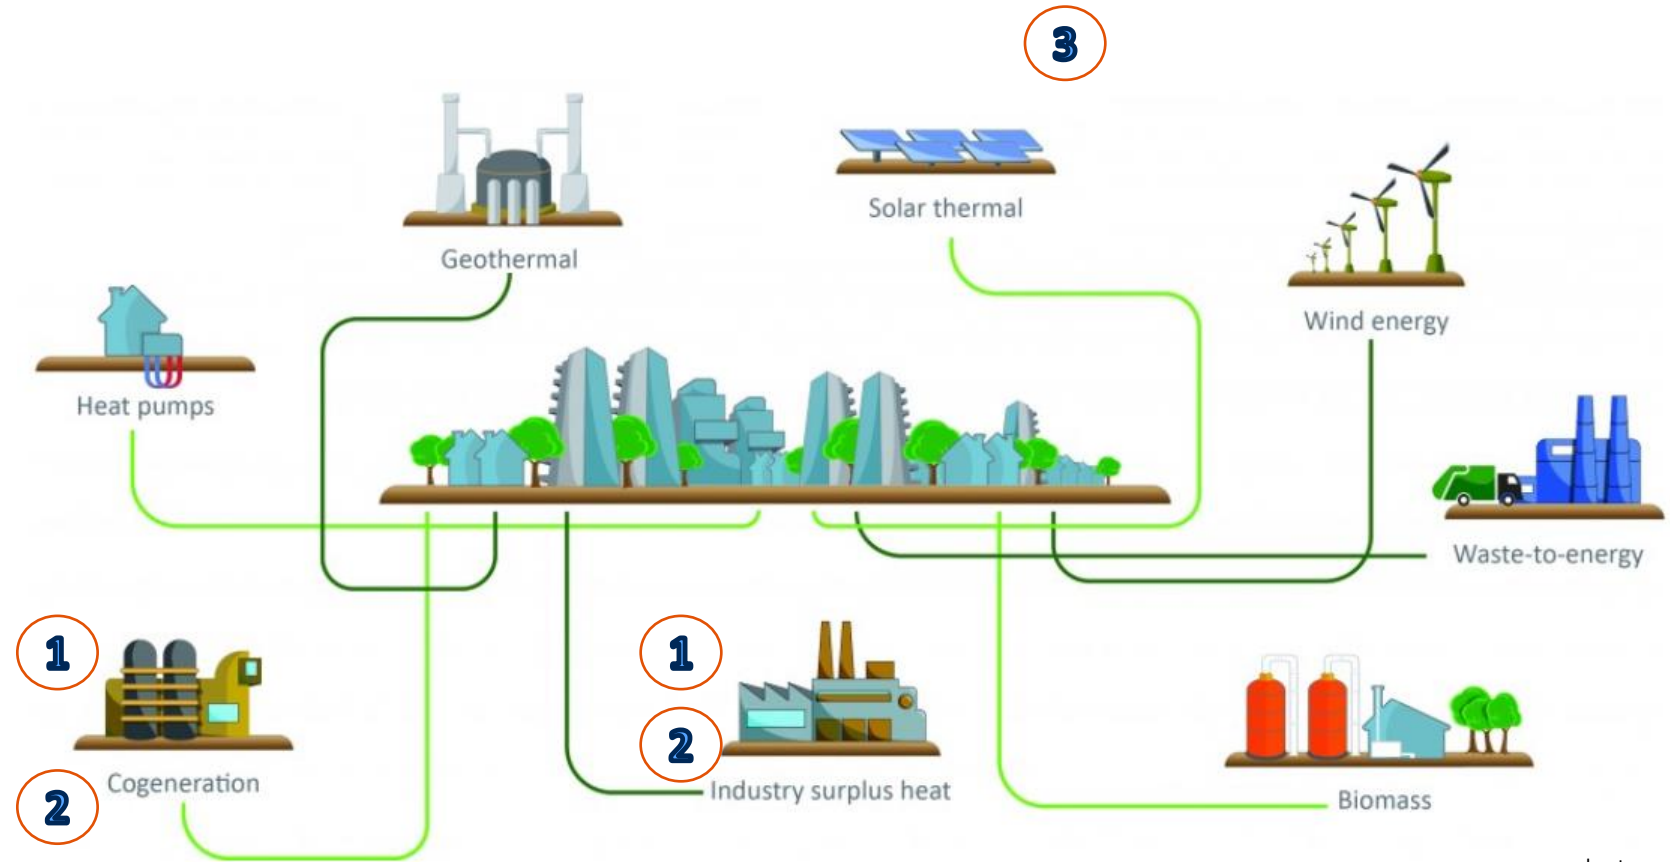 3
Geothermal
Solar thermal
Wind energy
Heat pumps
Waste-to-energy
1
1
2
Cogeneration
2
Industry surplus heat
Biomass